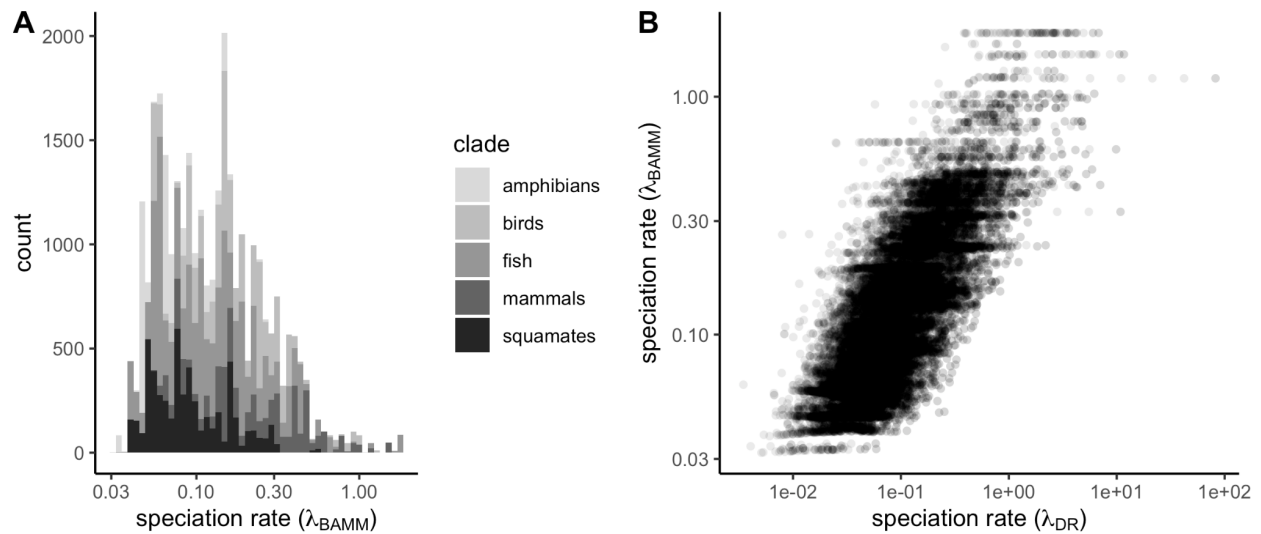 A
2000
1500
1000
500
0
count
0.03 0.10 0.30 1.00
speciation rate (λBAMM)
clade
amphibians
birds
fish
mammals
squamates
B
1.00
0.30
0.10
0.03
speciation rate (λBAMM)
1e-02 1e-01 1e+00 1e+01 1e+02
speciation rate (λDR)